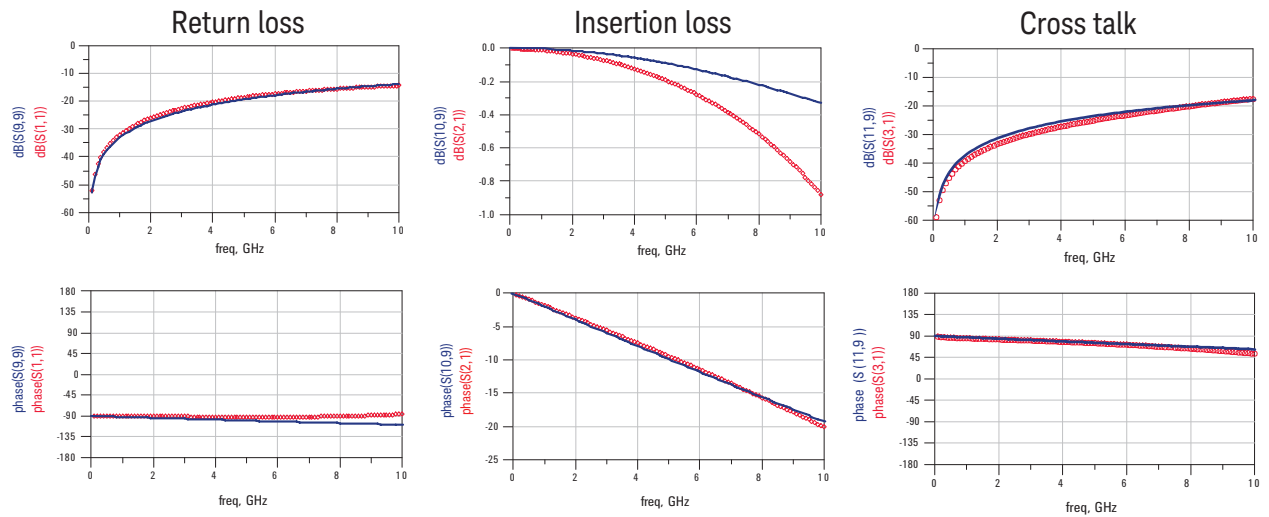 Return loss
dB(S(9,9))
dB(S(1,1))
0
-10
-20
-30
-40
-50
-60
0 2 4 6 8 10
freq, GHz
Insertion loss
dB(S(10,9))
dB(S(2,1))
0.0
-0.2
-0.4
-0.6
-0.8
-1.0
0 2 4 6 8 10
freq, GHz
Cross talk
dB(S(11,9))
dB(S(3,1))
0
-10
-20
-30
-40
-50
-60
0 2 4 6 8 10
freq, GHz
phase(S(9,9))
phase(S(1,1))
180
135
90
45
0
-45
-90
-135
-180
0 2 4 6 8 10
freq, GHz
phase(S(10,9))
phase(S(2,1))
0
-5
-10
-15
-20
-25
0 2 4 6 8 10
freq, GHz
phase (S (11,9 ))
phase(S(3,1))
180
135
90
45
0
-45
-90
-135
-180
0 2 4 6 8 10
freq, GHz